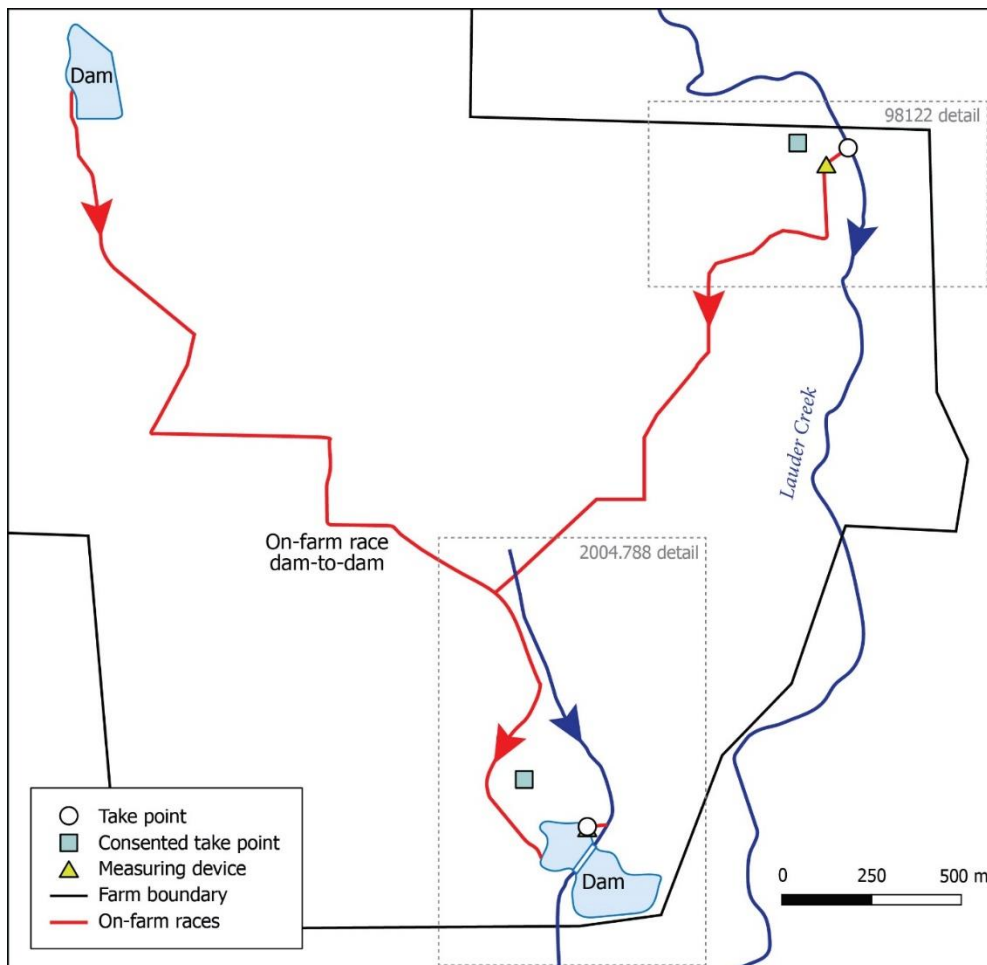 Dam
98122 detail
Lauder Creek
On-farm race
dam-to-dam
2004.788 detail
Take point
Consented take point
Measuring device
Farm boundary
On-farm races
Dam
0 250 500 m